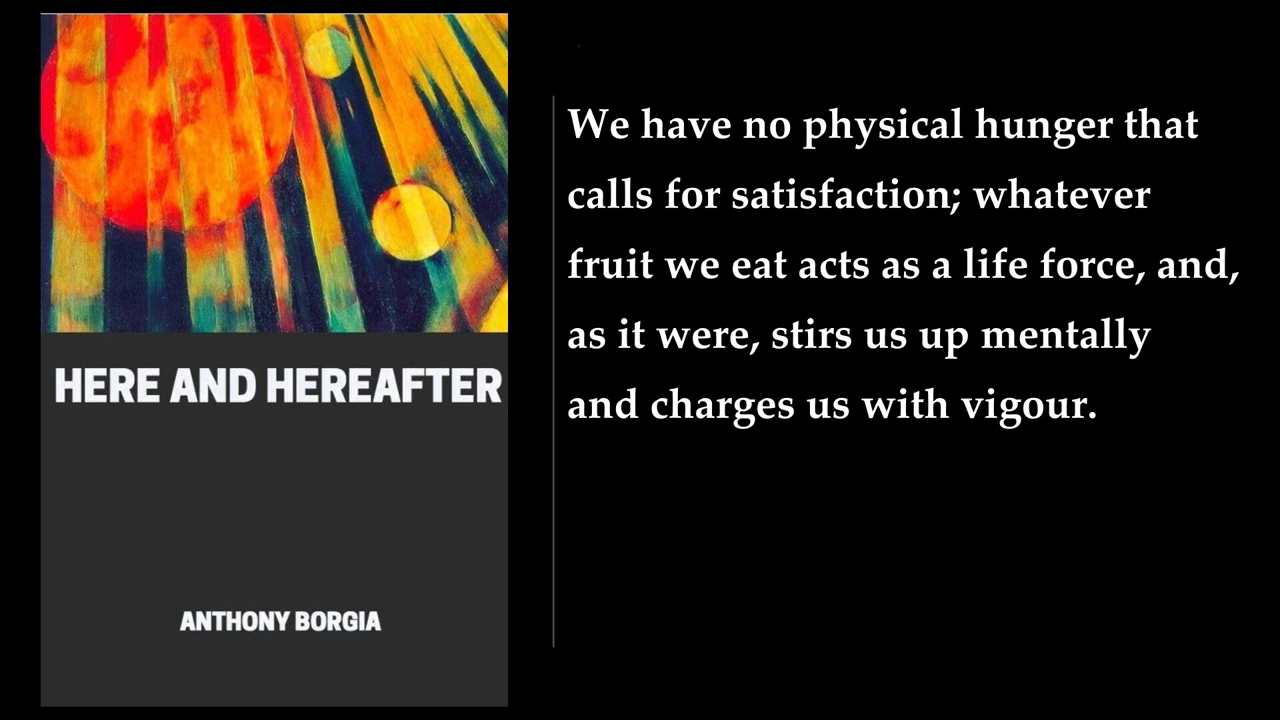 HERE AND HEREAFTER
ANTHONY BORGIA
We have no physical hunger that
calls for satisfaction; whatever
fruit we eat acts as a life force, and,
as it were, stirs us up mentally
and charges us with vigour.